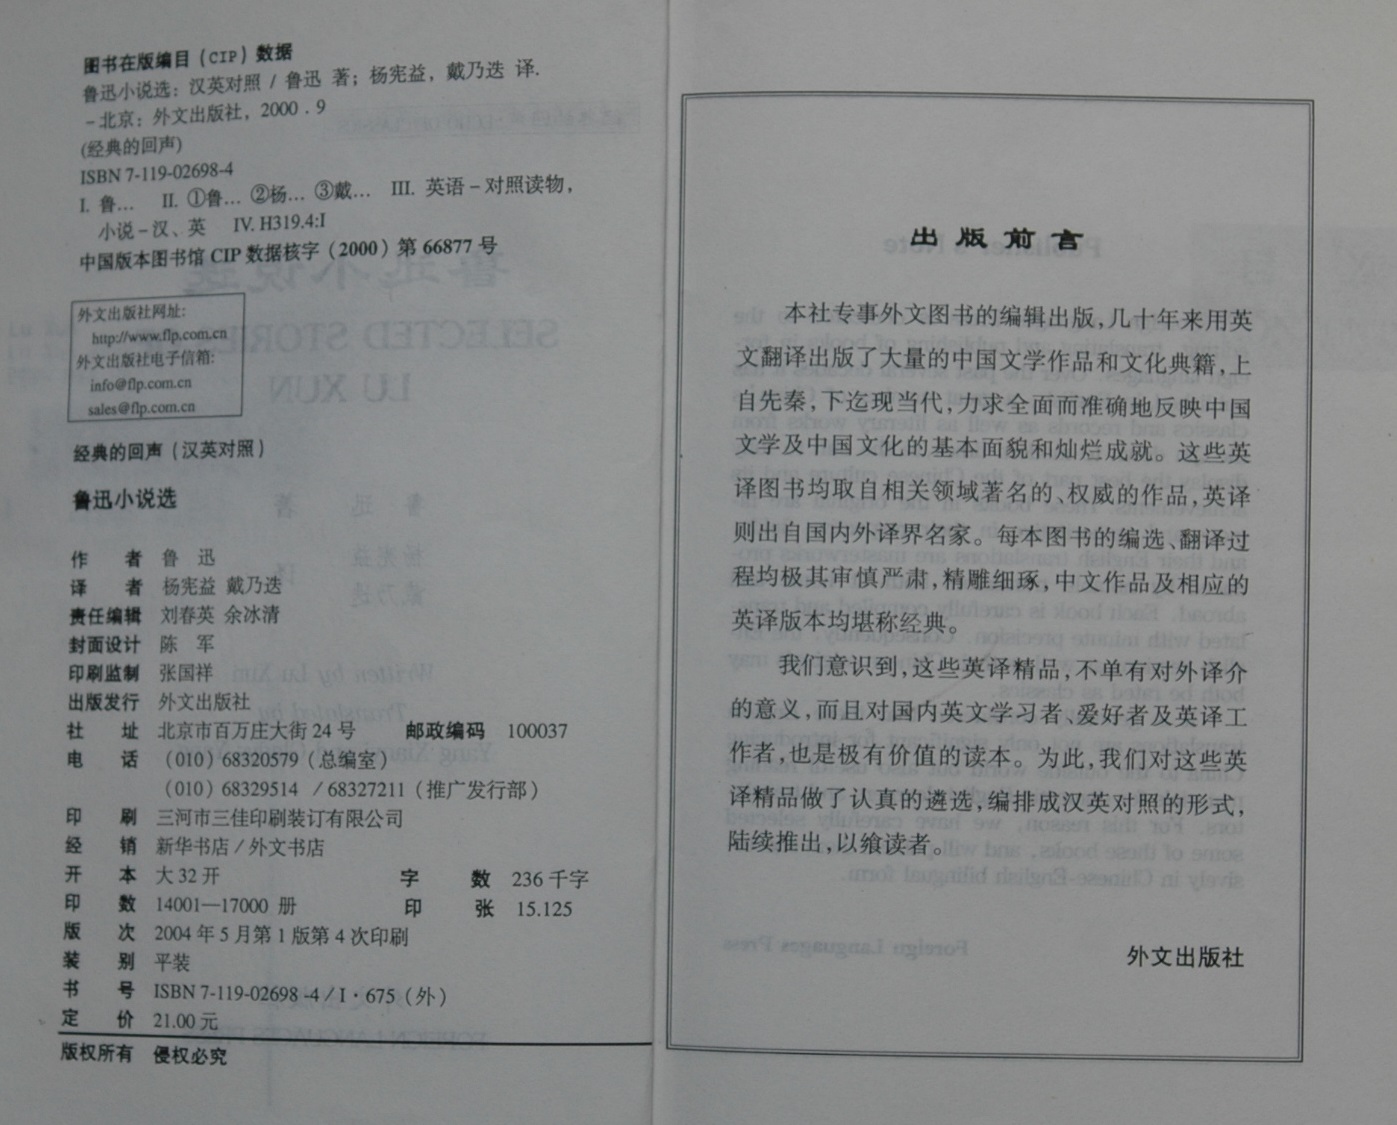 图书在版编目(CIP)数据
鲁迅小说选：汉英对照 / 鲁迅 著；杨宪益，戴乃迭 译.
－北京：外文出版社，2000．9
(经典的回声)
ISBN 7-119-02698-4
I. 鲁… II. ①鲁… ②杨… ③戴… III. 英语－对照读物，
小说－汉、英 IV. H319.4:I
中国版本图书馆 CIP 数据核字(2000)第 66877 号
外文出版社网址：
http://www.flp.com.cn
外文出版社电子信箱：
info@flp.com.cn
sales@flp.com.cn
经典的回声(汉英对照)
鲁迅小说选
作 者 鲁 迅
译 者 杨宪益 戴乃迭
责任编辑 刘春英 余冰清
封面设计 陈 军
印刷监制 张国祥
出版发行 外文出版社
社 址 北京市百万庄大街 24 号 邮政编码 100037
电 话 (010) 68320579 (总编室)
(010) 68329514 / 68327211 (推广发行部)
印 刷 三河市三佳印刷装订有限公司
经 销 新华书店 / 外文书店
开 本 大 32 开 字 数 236 千字
印 数 14001—17000 册 印 张 15.125
版 次 2004 年 5 月第 1 版第 4 次印刷
装 别 平装
书 号 ISBN 7-119-02698-4 / I·675 (外)
定 价 21.00 元
版权所有 侵权必究
出版前言
本社专事外文图书的编辑出版，几十年来用英
文翻译出版了大量的中国文学作品和文化典籍，上
自先秦，下迄现当代，力求全面而准确地反映中国
文学及中国文化的基本面貌和灿烂成就。这些英
译图书均取自相关领域著名的、权威的作品，英译
则出自国内外译界名家。每本图书的编选、翻译过
程均极其审慎严肃，精雕细琢，中文作品及相应的
英译版本均堪称经典。
我们意识到，这些英译精品，不单有对外译介
的意义，而且对国内英文学习者、爱好者及英译工
作者，也是极有价值的读本。为此，我们对这些英
译精品做了认真的遴选，编排成汉英对照的形式，
陆续推出，以飨读者。
外文出版社